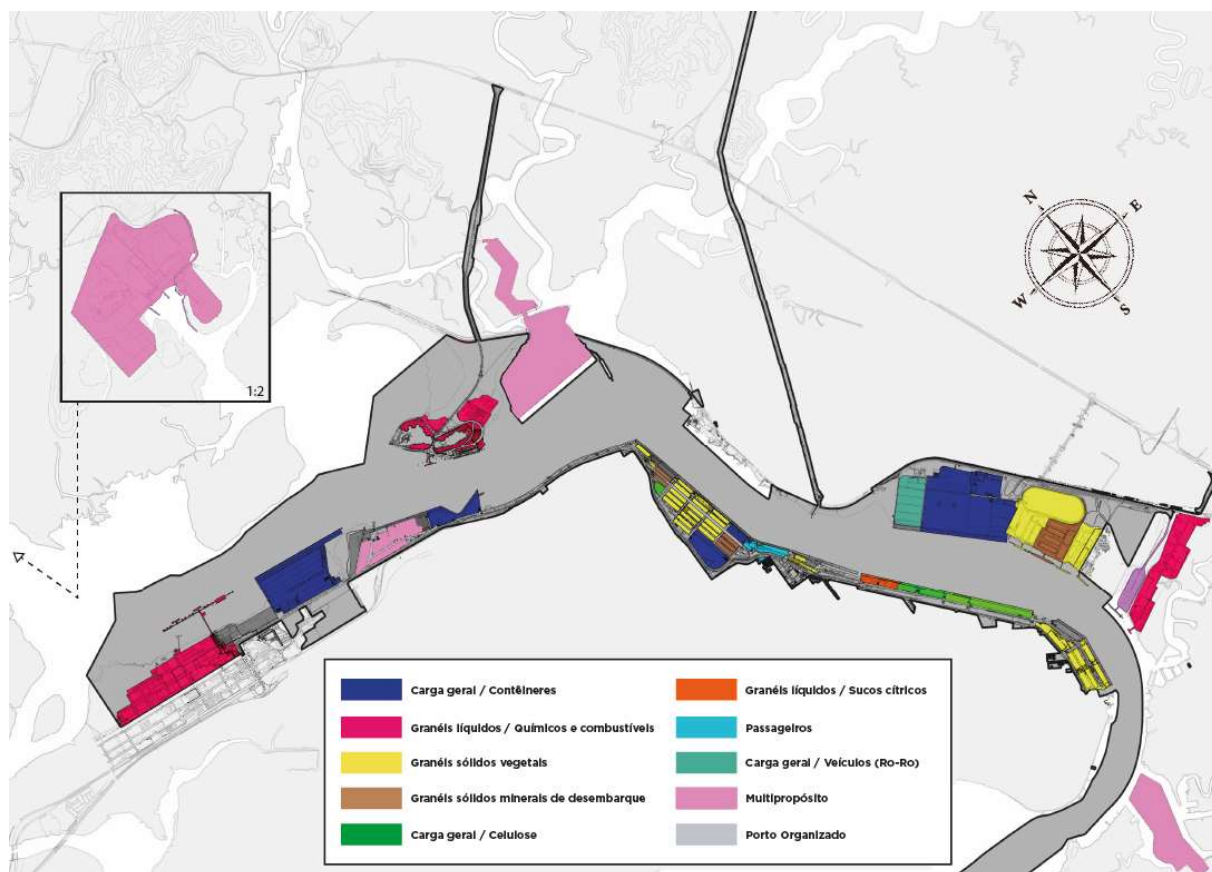 1:2
N
E
W
S
Carga geral / Contêineres
Granéis líquidos / Químicos e combustíveis
Granéis sólidos vegetais
Granéis sólidos minerais de desembarque
Carga geral / Celulose
Granéis líquidos / Sucos cítricos
Passageiros
Carga geral / Veículos (Ro-Ro)
Multipropósito
Porto Organizado